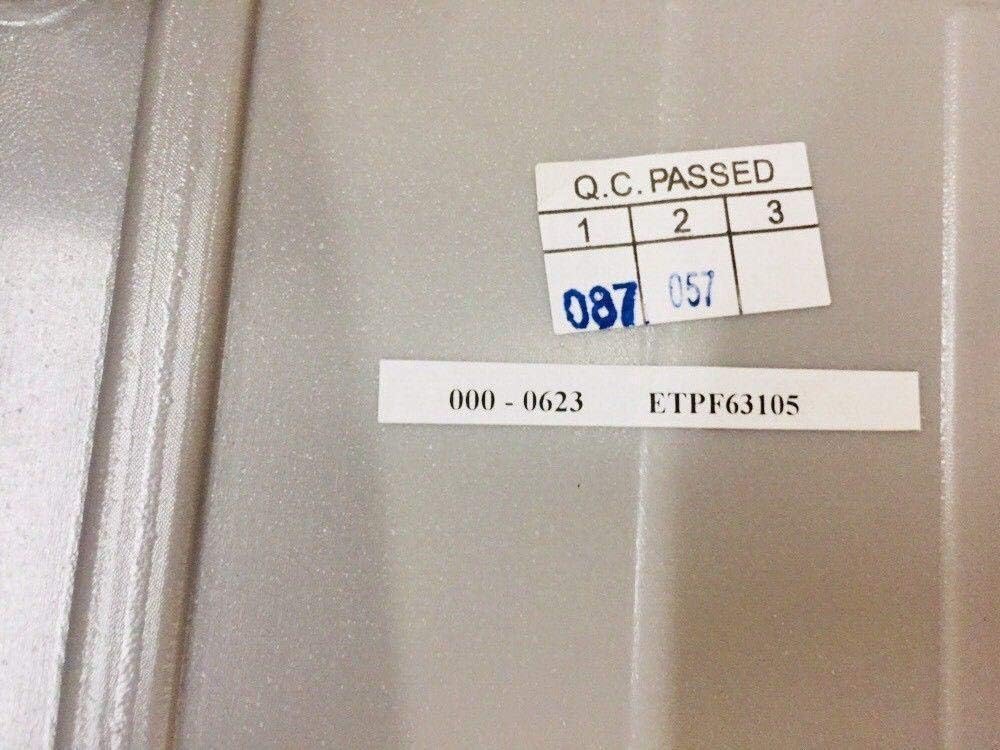 Q.C. PASSED
1 2 3
087 057
000 - 0623 ETPF63105